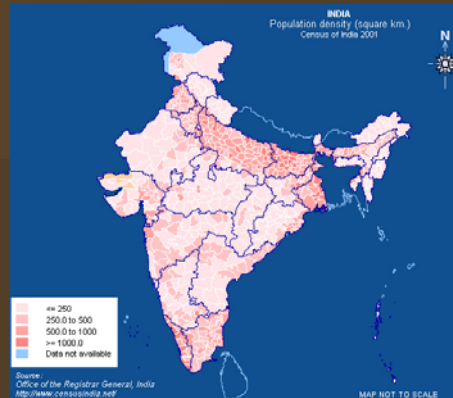 INDIA
Population density (square km.)
Census of India 2001
N
<= 250
250.0 to 500
500.0 to 1000
>= 1000.0
Data not available
Source:
Office of the Registrar General, India
http://www.censusindia.net/
MAP NOT TO SCALE